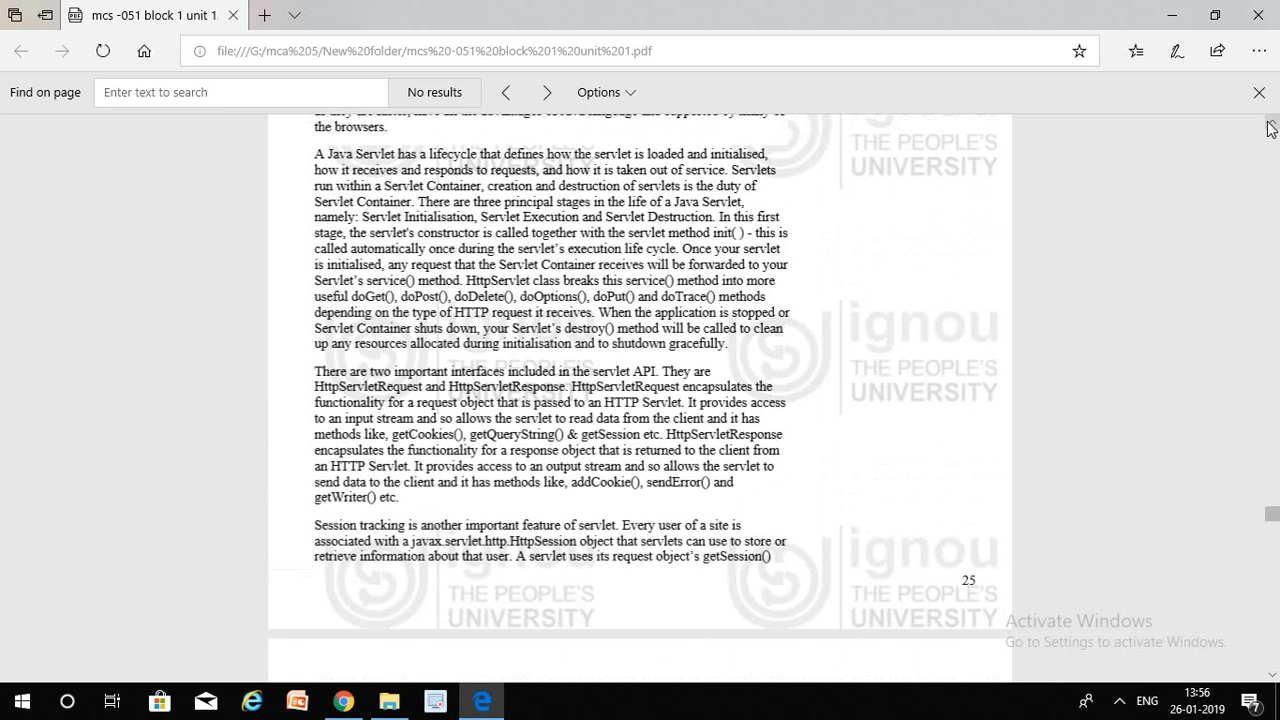 mcs -051 block 1 unit 1.
file:///G:/mca%205/New%20folder/mcs%20-051%20block%201%20unit%201.pdf
Find on page
Enter text to search
No results
Options
the browsers.
A Java Servlet has a lifecycle that defines how the servlet is loaded and initialised,
how it receives and responds to requests, and how it is taken out of service. Servlets
run within a Servlet Container, creation and destruction of servlets is the duty of
Servlet Container. There are three principal stages in the life of a Java Servlet,
namely: Servlet Initialisation, Servlet Execution and Servlet Destruction. In this first
stage, the servlet's constructor is called together with the servlet method init( ) - this is
called automatically once during the servlet's execution life cycle. Once your servlet
is initialised, any request that the Servlet Container receives will be forwarded to your
Servlet's service() method. HttpServlet class breaks this service() method into more
useful doGet(), doPost(), doDelete(), doOptions(), doPut() and doTrace() methods
depending on the type of HTTP request it receives. When the application is stopped or
Servlet Container shuts down, your Servlet's destroy() method will be called to clean
up any resources allocated during initialisation and to shutdown gracefully.
There are two important interfaces included in the servlet API. They are
HttpServletRequest and HttpServletResponse. HttpServletRequest encapsulates the
functionality for a request object that is passed to an HTTP Servlet. It provides access
to an input stream and so allows the servlet to read data from the client and it has
methods like, getCookies(), getQueryString() & getSession etc. HttpServletResponse
encapsulates the functionality for a response object that is returned to the client from
an HTTP Servlet. It provides access to an output stream and so allows the servlet to
send data to the client and it has methods like, addCookie(), sendError() and
getWriter() etc.
Session tracking is another important feature of servlet. Every user of a site is
associated with a javax.servlet.http.HttpSession object that servlets can use to store or
retrieve information about that user. A servlet uses its request object's getSession()
25
THE PEOPLE'S
UNIVERSITY
ignou
THE PEOPLE'S
UNIVERSITY
THE PEOPLE'S
UNIVERSITY
ignou
THE PEOPLE'S
UNIVERSITY
ignou
THE PEOPLE'S
UNIVERSITY
Activate Windows
Go to Settings to activate Windows.
ENG
13:56
26-01-2019
7